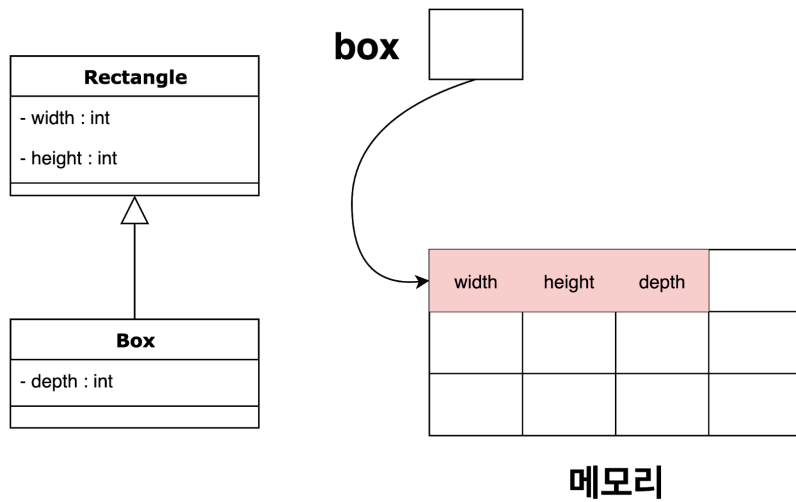 Rectangle
- width : int
- height : int
Box
- depth : int
box
width height depth
메모리